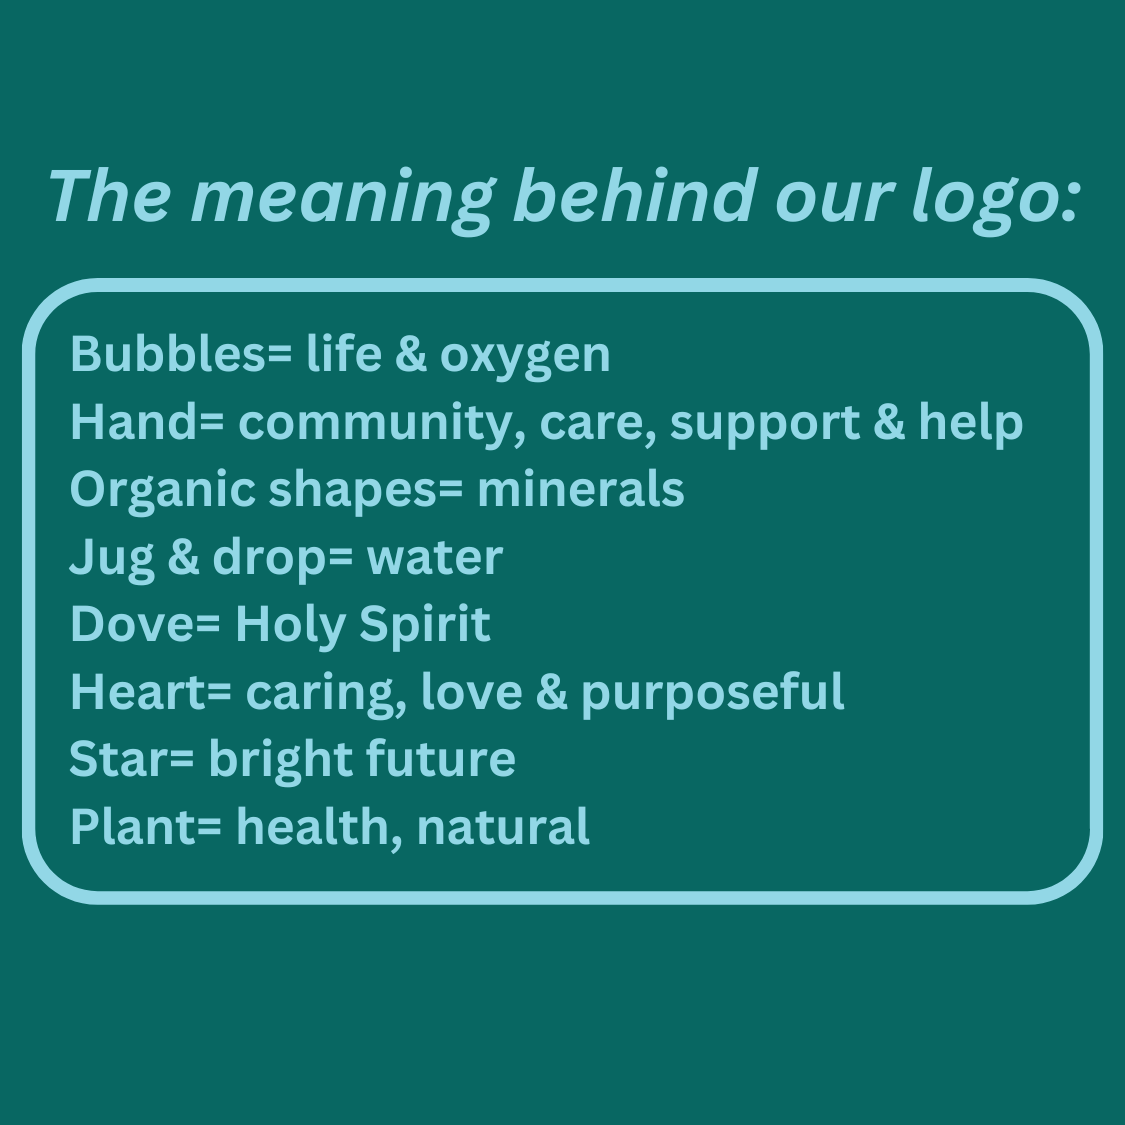 The meaning behind our logo:
Bubbles= life & oxygen
Hand= community, care, support & help
Organic shapes= minerals
Jug & drop= water
Dove= Holy Spirit
Heart= caring, love & purposeful
Star= bright future
Plant= health, natural